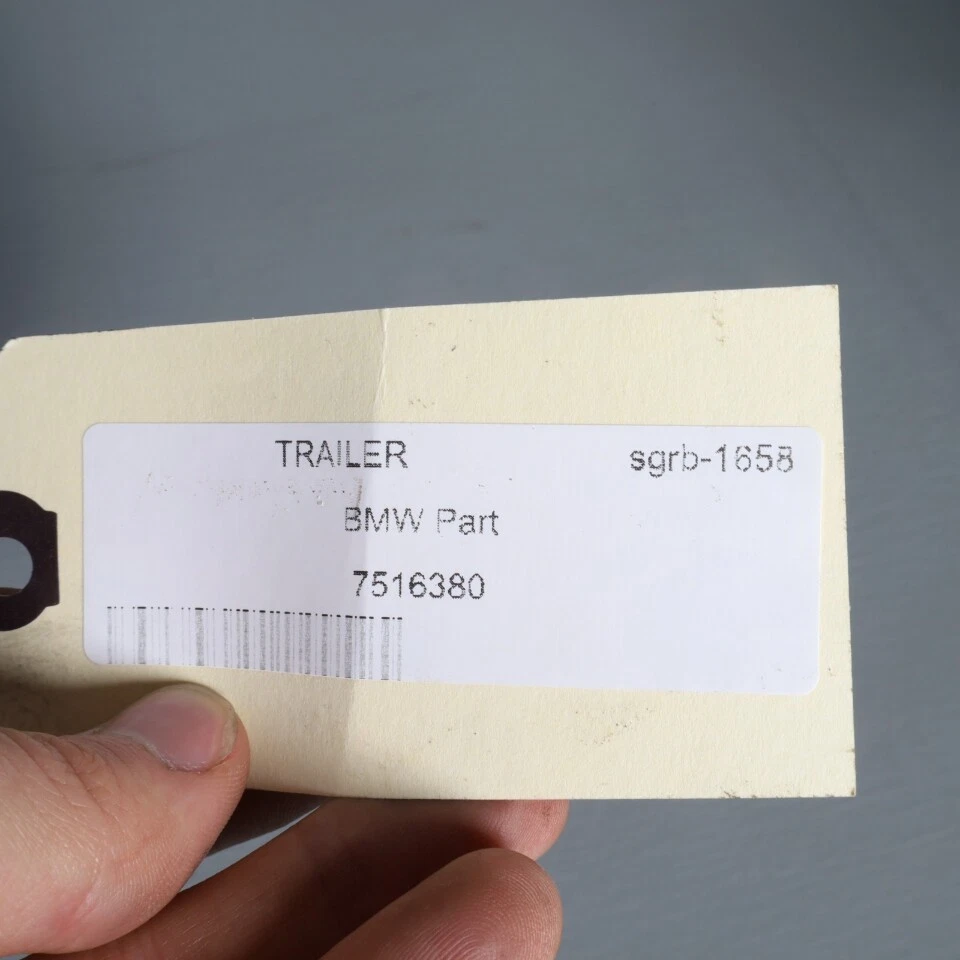 TRAILER sgrb-1658
BMW Part
7516380